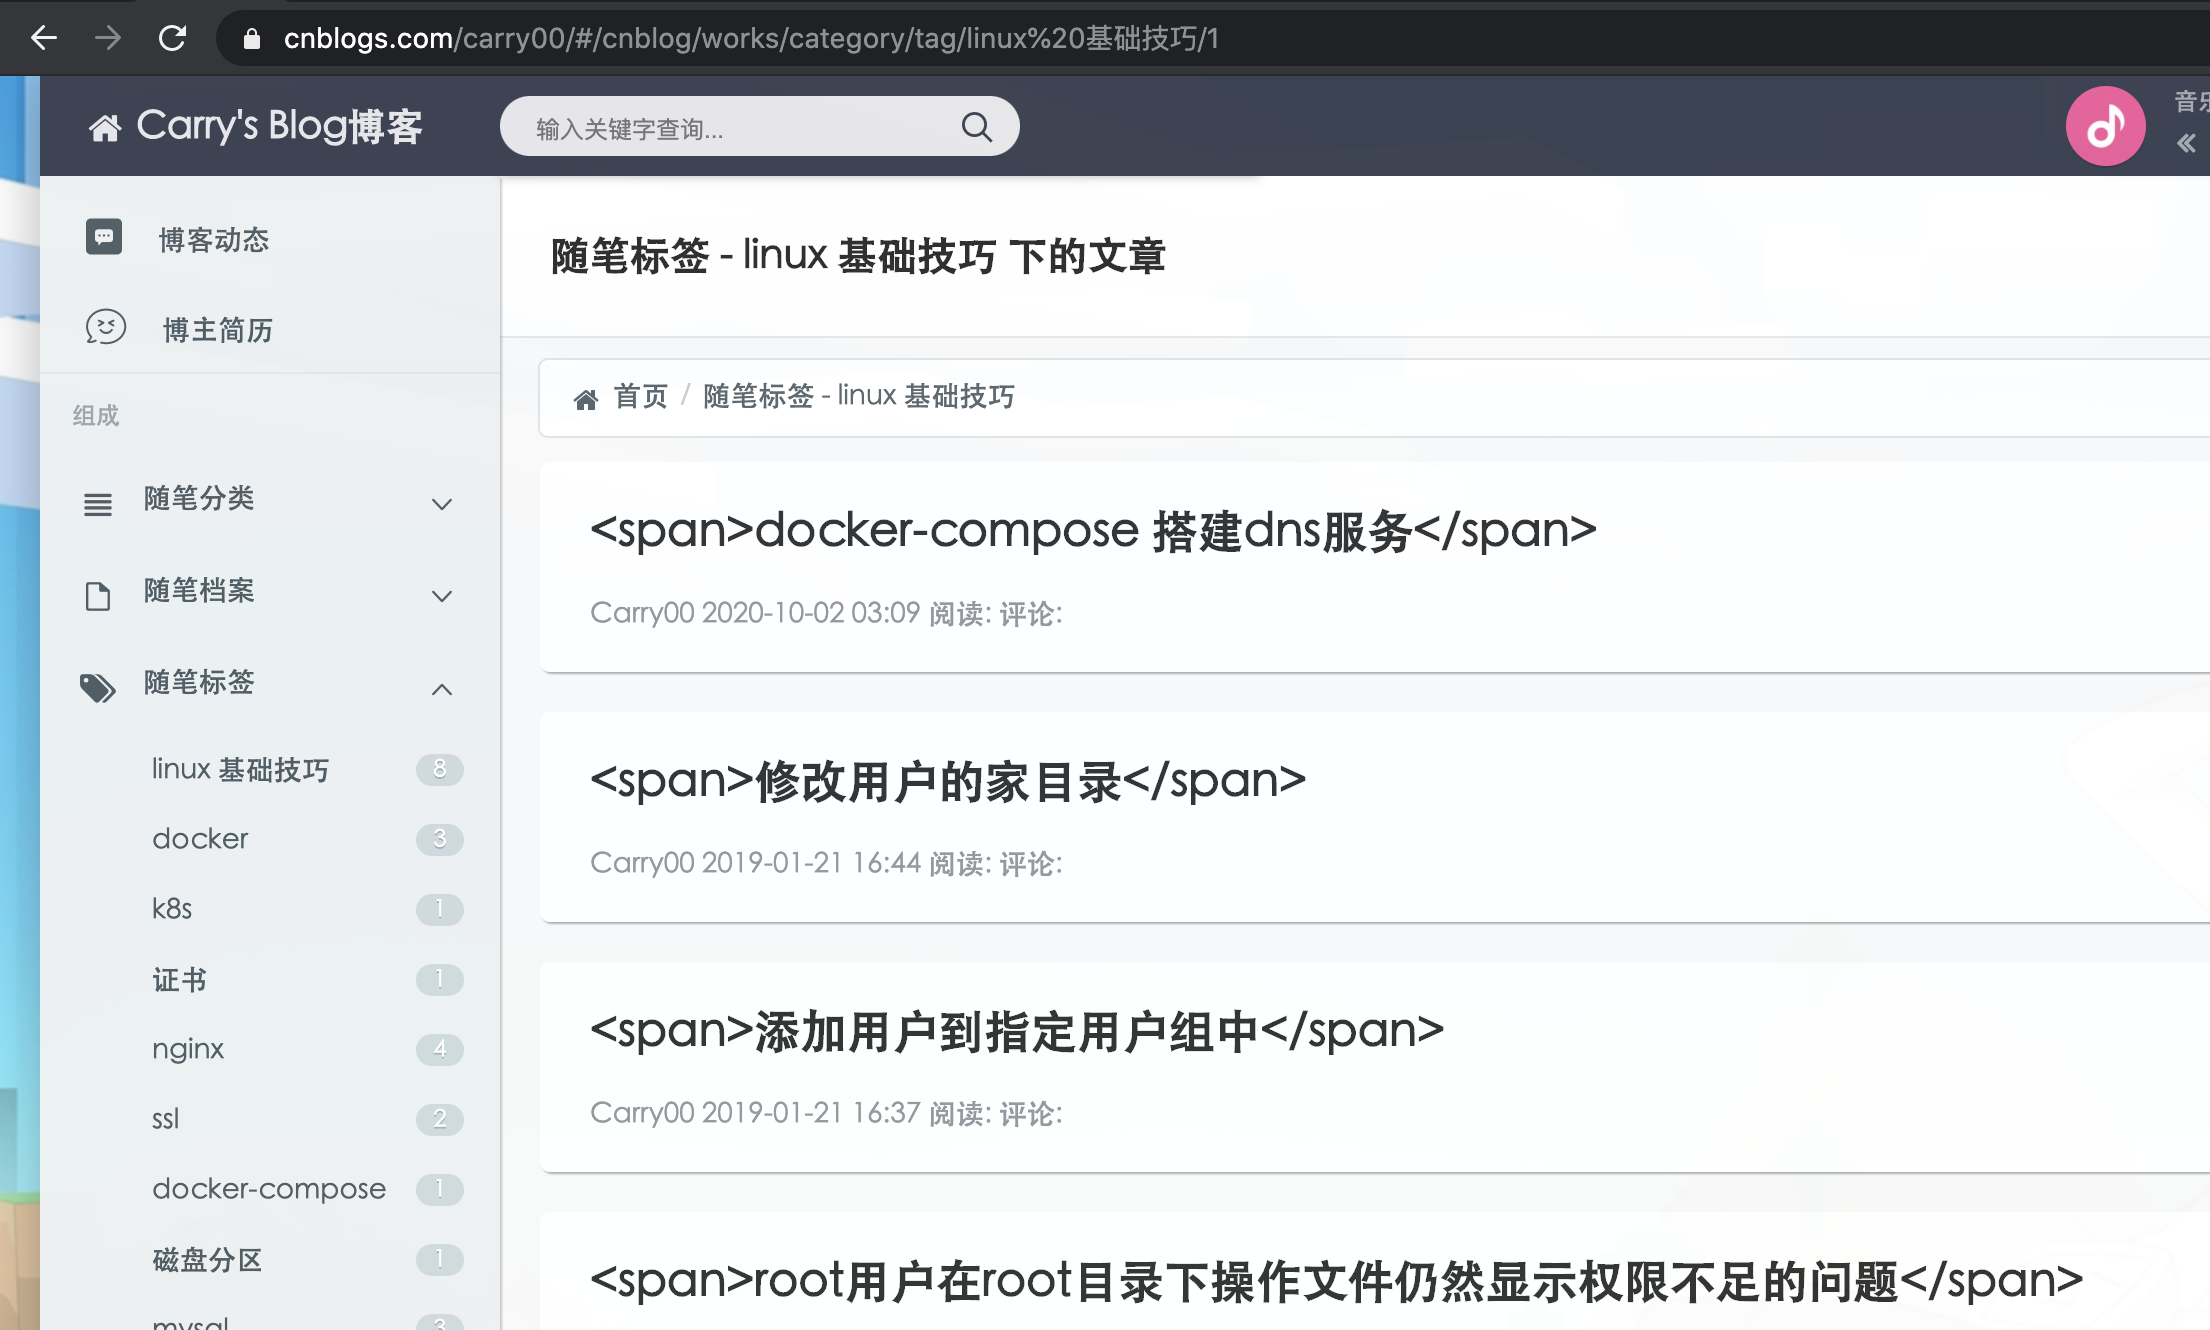 cnblogs.com/carry00/#/cnblog/works/category/tag/linux%20基础技巧/1
Carry's Blog博客
输入关键字查询...
博客动态
博主简历
组成
随笔分类
随笔档案
随笔标签
linux 基础技巧 8
docker 3
k8s 1
证书 1
nginx 4
ssl 2
docker-compose 1
磁盘分区 1
mysql 3
随笔标签 - linux 基础技巧 下的文章
首页 / 随笔标签 - linux 基础技巧
<span>docker-compose 搭建dns服务</span>
Carry00 2020-10-02 03:09 阅读: 评论:
<span>修改用户的家目录</span>
Carry00 2019-01-21 16:44 阅读: 评论:
<span>添加用户到指定用户组中</span>
Carry00 2019-01-21 16:37 阅读: 评论:
<span>root用户在root目录下操作文件仍然显示权限不足的问题</span>